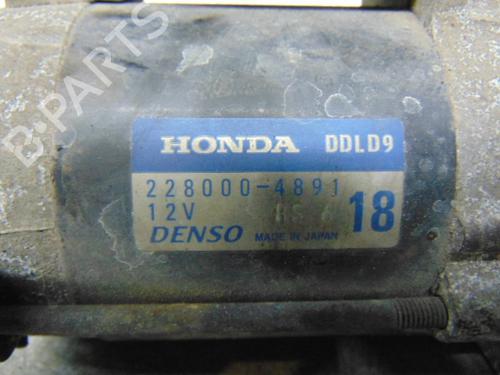 B-PARTS
HONDA DDLD9
228000-4891
12V 18
DENSO MADE IN JAPAN